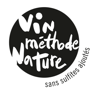 Vin
méthode
Nature
sans sulfites ajoutés